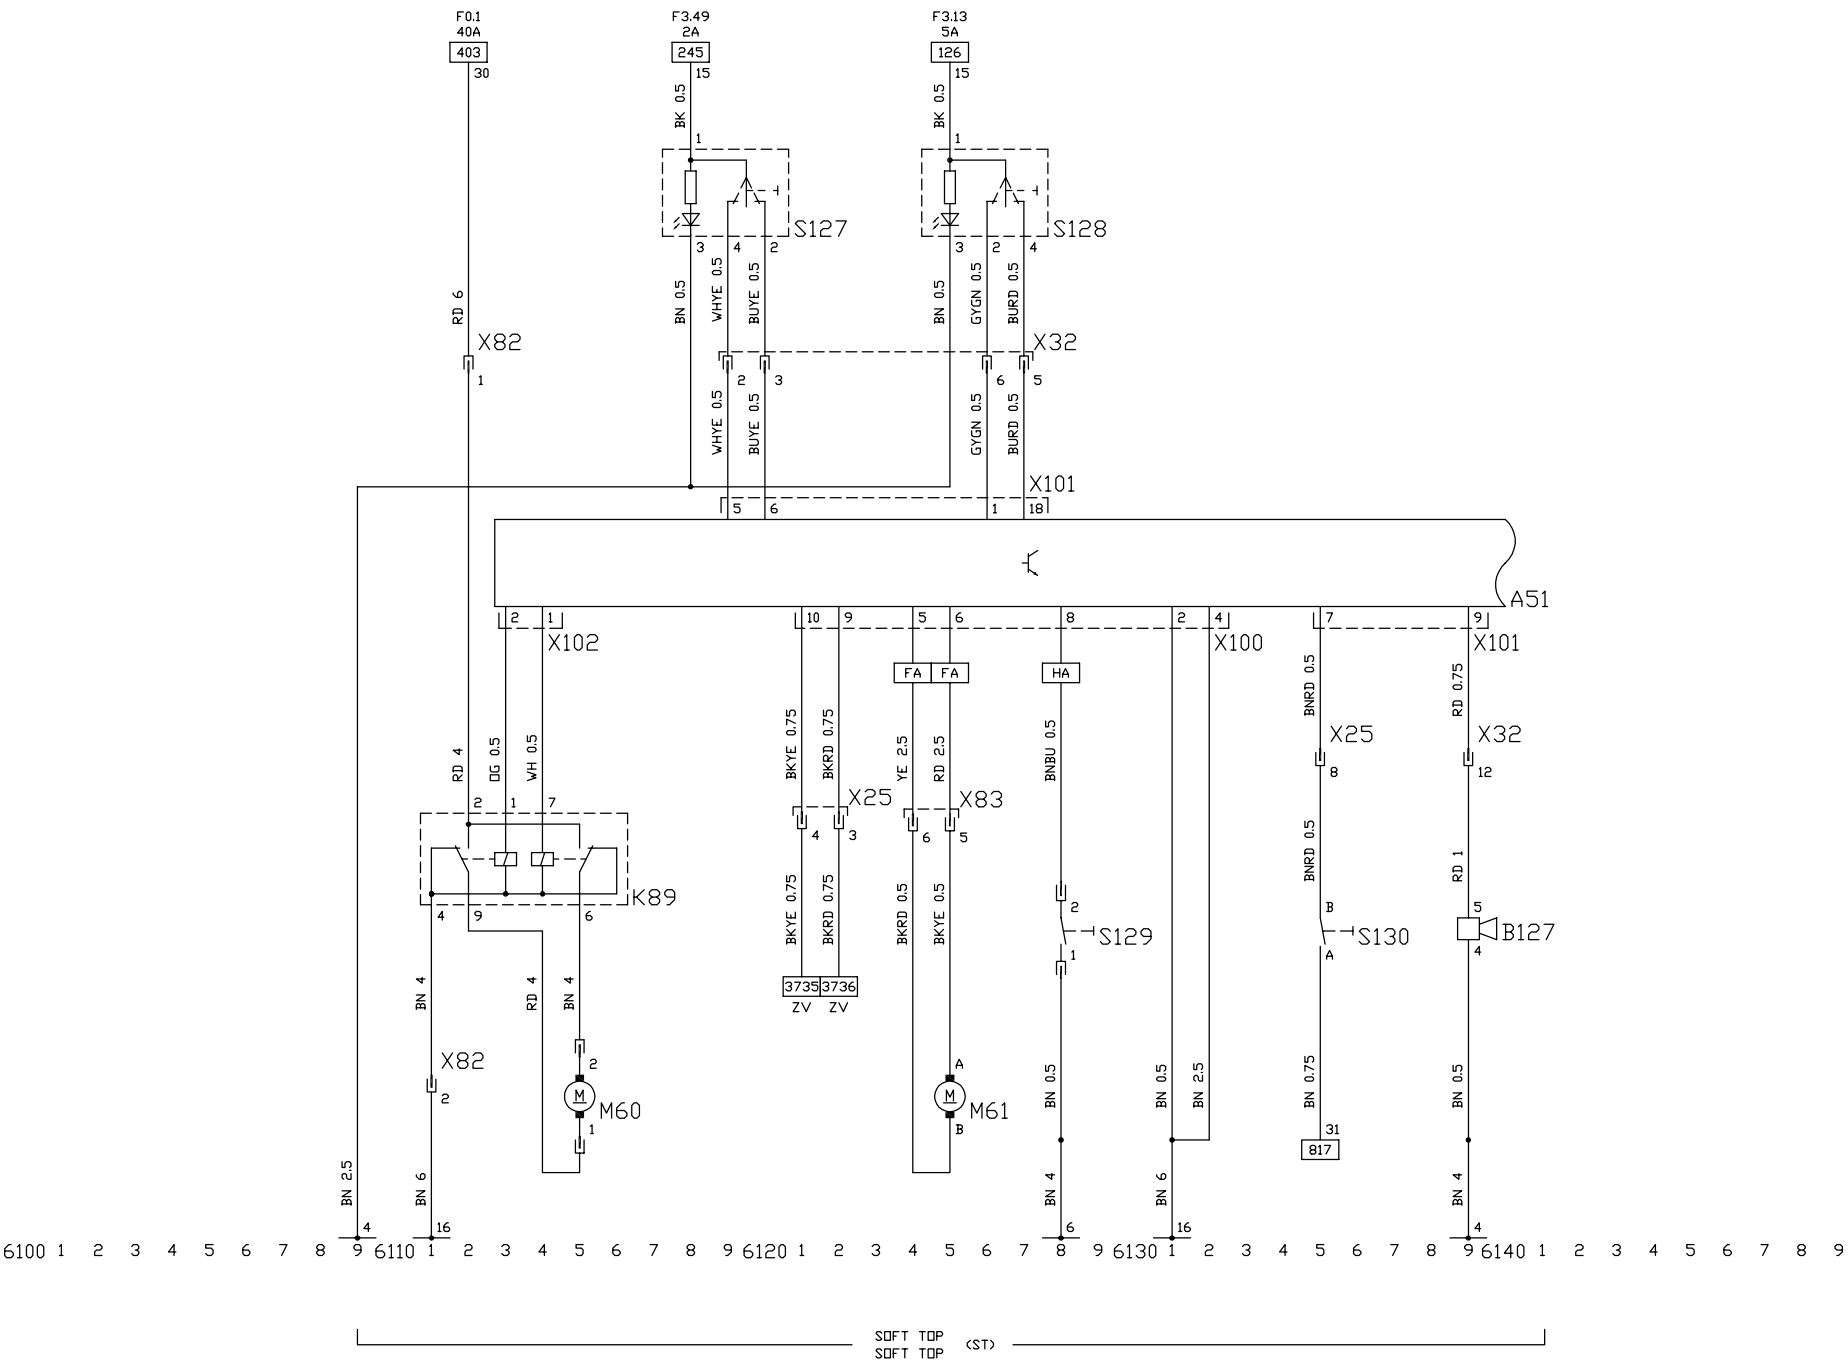 F0.1 F3.49 F3.13
40A 2A 5A
403 245 126
30 15 15
BK 0.5 BK 0.5
1 1
S127 S128
3 4 2 3 2 4
RD 6 BN 0.5 WHYE 0.5 BUYE 0.5 BN 0.5 GYGN 0.5 BURD 0.5
X82 X32
1 2 3 6 5
WHYE 0.5 BUYE 0.5 GYGN 0.5 BURD 0.5
X101
5 6 1 18
A51
2 1 10 9 5 6 8 2 4 7 9
X102 X100 X101
FA FA HA
BNRD 0.5 RD 0.75
RD 4 OG 0.5 WH 0.5 BKYE 0.75 BKRD 0.75 YE 2.5 RD 2.5 BNBU 0.5
X25 X32
8 12
2 1 7 X25 X83
4 3 6 5
BNRD 0.5 RD 1
K89
4 9 6
BKYE 0.75 BKRD 0.75 BKRD 0.5 BKYE 0.5
2 B 5
S129 S130 B127
1 A 4
BN 4 RD 4 BN 4
3735 3736
ZV ZV
X82 2 A
2
M60 M61
BN 0.5 BN 0.5 BN 2.5 BN 0.75 BN 0.5
1 B 31
817
BN 2.5 BN 6 BN 4 BN 6 BN 4
4 16 6 16 4
6100 1 2 3 4 5 6 7 8 9 6110 1 2 3 4 5 6 7 8 9 6120 1 2 3 4 5 6 7 8 9 6130 1 2 3 4 5 6 7 8 9 6140 1 2 3 4 5 6 7 8 9
SOFT TOP (ST)
SOFT TOP